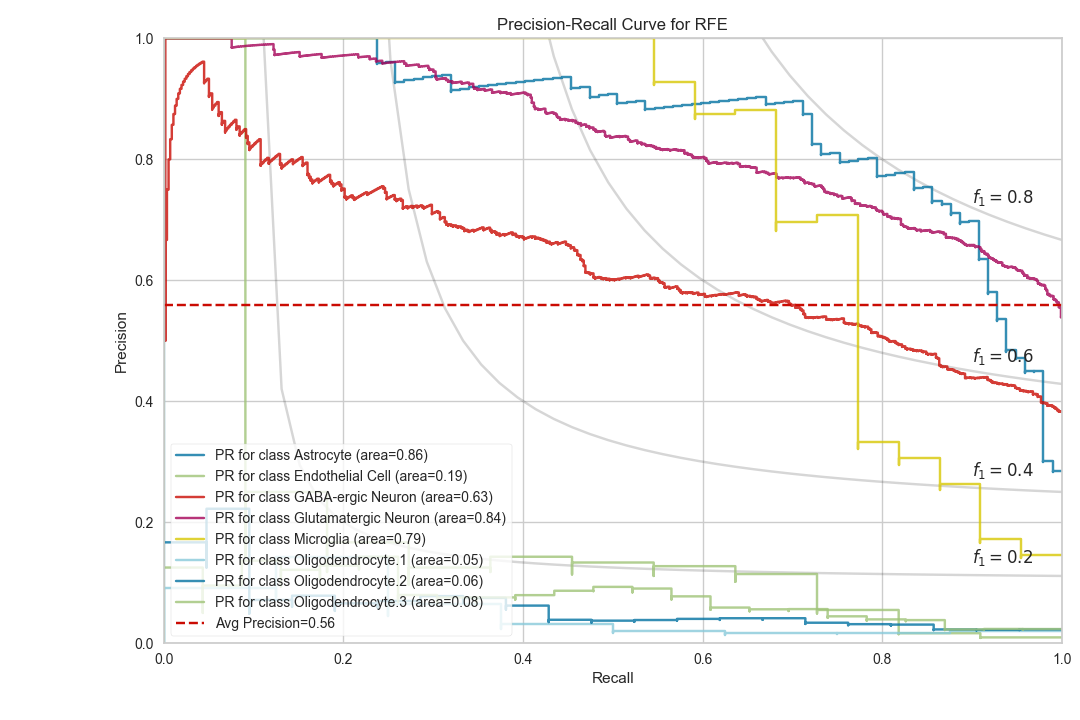 Precision-Recall Curve for RFE
1.0
0.8
0.6
0.4
0.2
0.0
Precision
f1 = 0.8
f1 = 0.6
f1 = 0.4
f1 = 0.2
PR for class Astrocyte (area=0.86)
PR for class Endothelial Cell (area=0.19)
PR for class GABA-ergic Neuron (area=0.63)
PR for class Glutamatergic Neuron (area=0.84)
PR for class Microglia (area=0.79)
PR for class Oligodendrocyte.1 (area=0.05)
PR for class Oligodendrocyte.2 (area=0.06)
PR for class Oligodendrocyte.3 (area=0.08)
Avg Precision=0.56
0.0 0.2 0.4 0.6 0.8 1.0
Recall